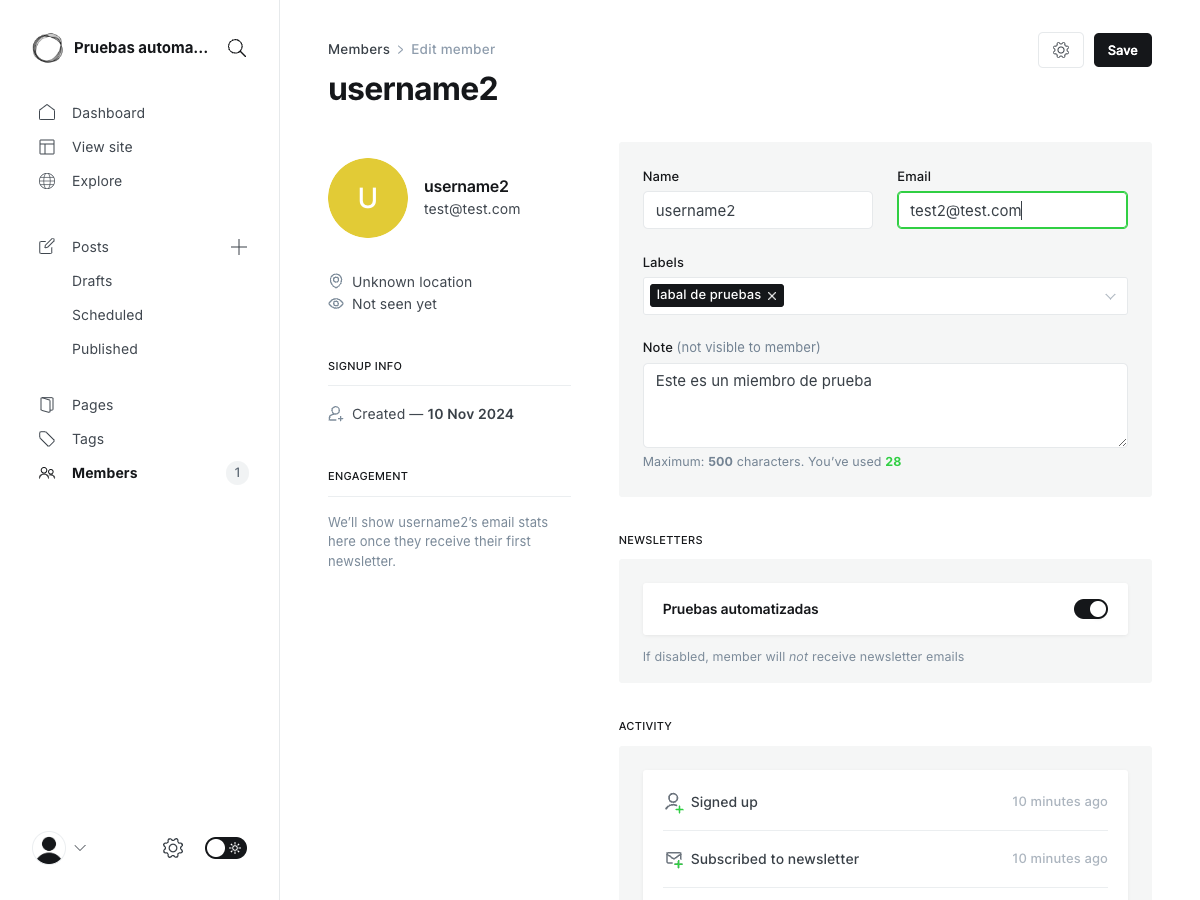 Pruebas automa...
Dashboard
View site
Explore
Posts
Drafts
Scheduled
Published
Pages
Tags
Members
1
Members
Edit member
Save
username2
U
username2
test@test.com
Unknown location
Not seen yet
SIGNUP INFO
Created — 10 Nov 2024
ENGAGEMENT
We'll show username2's email stats
here once they receive their first
newsletter.
Name
Email
username2
test2@test.com
Labels
labal de pruebas
Note (not visible to member)
Este es un miembro de prueba
Maximum: 500 characters. You've used 28
NEWSLETTERS
Pruebas automatizadas
If disabled, member will not receive newsletter emails
ACTIVITY
Signed up
10 minutes ago
Subscribed to newsletter
10 minutes ago